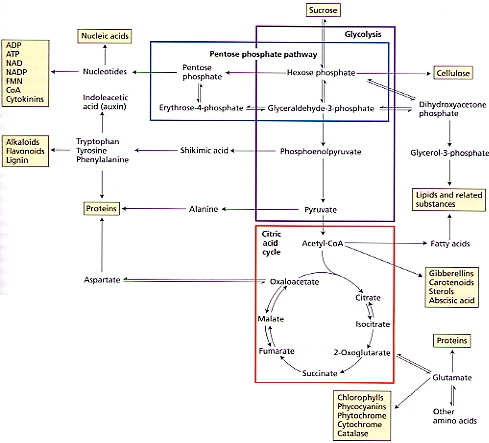 Sucrose
Nucleic acids
Glycolysis
ADP
ATP
NAD
NADP
FMN
CoA
Cytokinins
Pentose phosphate pathway
Nucleotides
Pentose
phosphate
Hexose phosphate
Cellulose
Indoleacetic
acid (auxin)
Erythrose-4-phosphate
Glyceraldehyde-3-phosphate
Dihydroxyacetone
phosphate
Alkaloids
Flavonoids
Lignin
Tryptophan
Tyrosine
Phenylalanine
Shikimic acid
Phosphoenolpyruvate
Glycerol-3-phosphate
Lipids and related
substances
Proteins
Alanine
Pyruvate
Citric
acid
cycle
Acetyl-CoA
Fatty acids
Aspartate
Oxaloacetate
Gibberellins
Carotenoids
Sterols
Abscisic acid
Citrate
Malate
Isocitrate
Fumarate
2-Oxoglutarate
Proteins
Succinate
Glutamate
Chlorophylls
Phycocyanins
Phytochrome
Cytochrome
Catalase
Other
amino acids